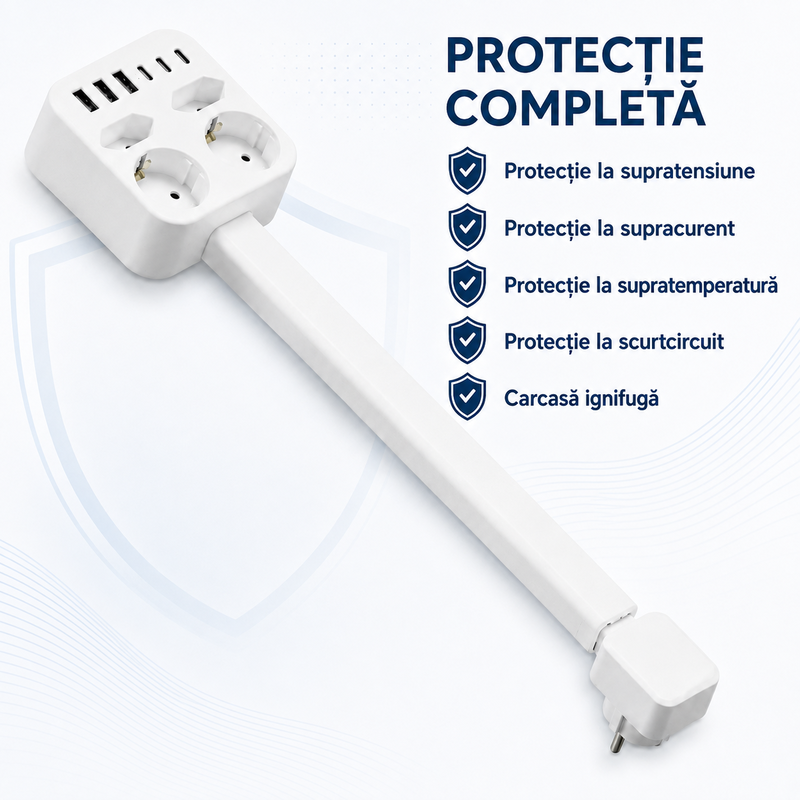 PROTECȚIE
COMPLETĂ
Protecție la supratensiune
Protecție la supracurent
Protecție la supratemperatură
Protecție la scurtcircuit
Carcasă ignifugă